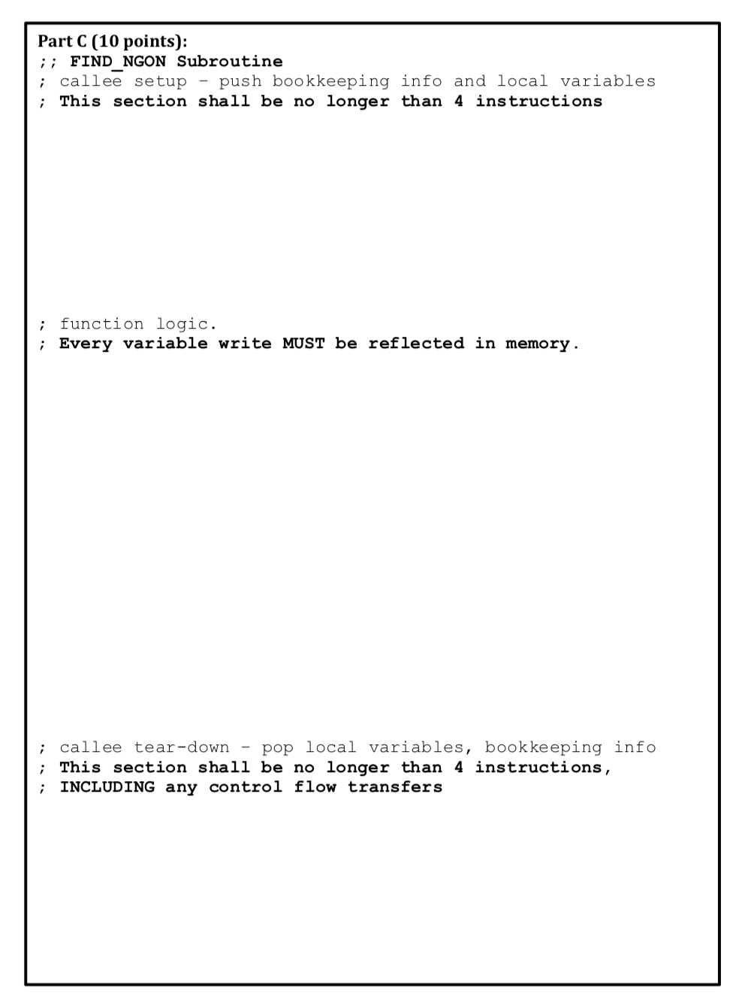 Part C (10 points):
;; FIND_NGON Subroutine
; callee setup – push bookkeeping info and local variables
; This section shall be no longer than 4 instructions
; function logic.
; Every variable write MUST be reflected in memory.
; callee tear-down – pop local variables, bookkeeping info
; This section shall be no longer than 4 instructions,
; INCLUDING any control flow transfers